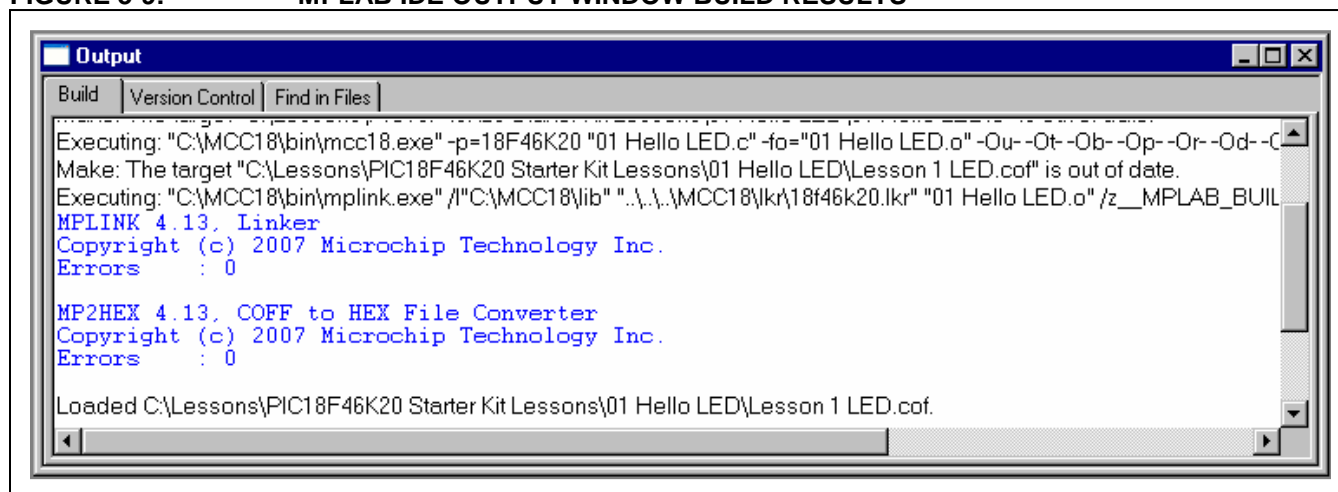 MPLAB IDE OUTPUT WINDOW BUILD RESULTS
Output
Build Version Control Find in Files
Executing: "C:\MCC18\bin\mcc18.exe" -p=18F46K20 "01 Hello LED.c" -fo="01 Hello LED.o" -Ou--Ot--Ob--Op--Or--Od--
Make: The target "C:\Lessons\PIC18F46K20 Starter Kit Lessons\01 Hello LED\Lesson 1 LED.cof" is out of date.
Executing: "C:\MCC18\bin\mplink.exe" /l"C:\MCC18\lib" "..\..\..\MCC18\lkr\18f46k20.lkr" "01 Hello LED.o" /z__MPLAB_BUIL
MPLINK 4.13, Linker
Copyright (c) 2007 Microchip Technology Inc.
Errors : 0
MP2HEX 4.13, COFF to HEX File Converter
Copyright (c) 2007 Microchip Technology Inc.
Errors : 0
Loaded C:\Lessons\PIC18F46K20 Starter Kit Lessons\01 Hello LED\Lesson 1 LED.cof.